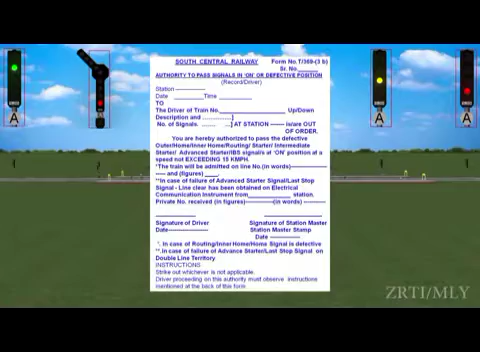 SOUTH CENTRAL RAILWAY Form No.T/369-(3 b)
Sr. No.______
AUTHORITY TO PASS SIGNALS IN 'ON' OR DEFECTIVE POSITION
(Record/Driver)
Station ----------------
Date __________Time ___________
TO
The Driver of Train No.________________ Up/Down
Description and ..................]
No. of Signals. ........ ......] AT STATION ------- is/are OUT
OF ORDER.
You are hereby authorized to pass the defective
Outer/Home/Inner Home/Routing/ Starter/ Intermediate
Starter/ Advanced Starter/IBS signal/s at 'ON' position at a
speed not EXCEEDING 15 KMPH.
*The train will be admitted on line No.(in words)---------------
----- and (figures) ____.
**In case of failure of Advanced Starter Signal/Last Stop
Signal - Line clear has been obtained on Electrical
Communication Instrument from____________ station.
Private No. received (in figures)-----------(in words) --------
Signature of Driver Signature of Station Master
Date------------------ Station Master Stamp
Date --------------
*. In case of Routing/Inner Home/Home Signal is defective
**. In case of failure of Advance Starter/Last Stop Signal on
Double Line Territory
INSTRUCTIONS
Strike out whichever is not applicable.
Driver proceeding on this authority must observe instructions
mentioned at the back of this form
A
A
A
ZRTI/MLY